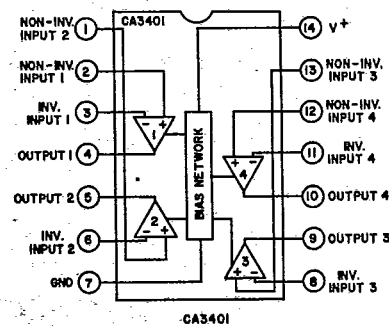 CA3401
NON-INV. INPUT 2
1
NON-INV. INPUT 1
2
INV. INPUT 1
3
OUTPUT 1
4
OUTPUT 2
5
INV. INPUT 2
6
GND
7
- +
1
2
- +
BIAS NETWORK
+ -
4
3
+ -
14
V+
13
NON-INV. INPUT 3
12
NON-INV. INPUT 4
11
INV. INPUT 4
10
OUTPUT 4
9
OUTPUT 3
8
INV. INPUT 3
CA3401